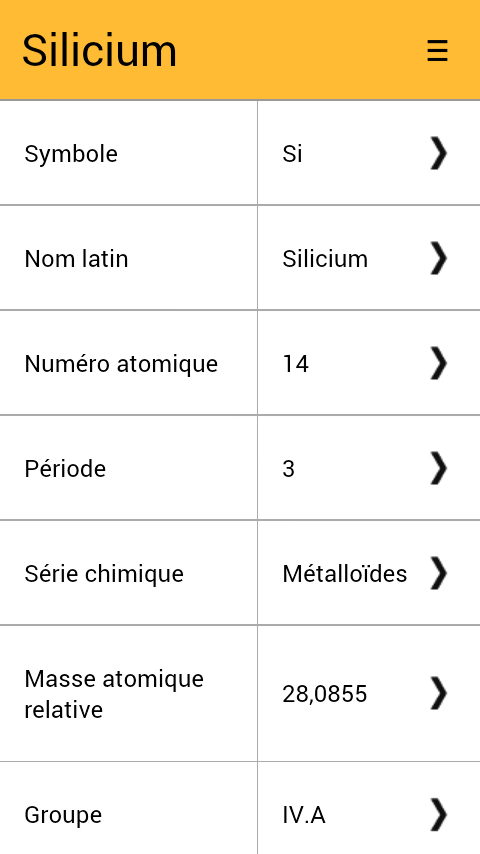 Silicium
Symbole Si
Nom latin Silicium
Numéro atomique 14
Période 3
Série chimique Métalloïdes
Masse atomique
relative 28,0855
Groupe IV.A